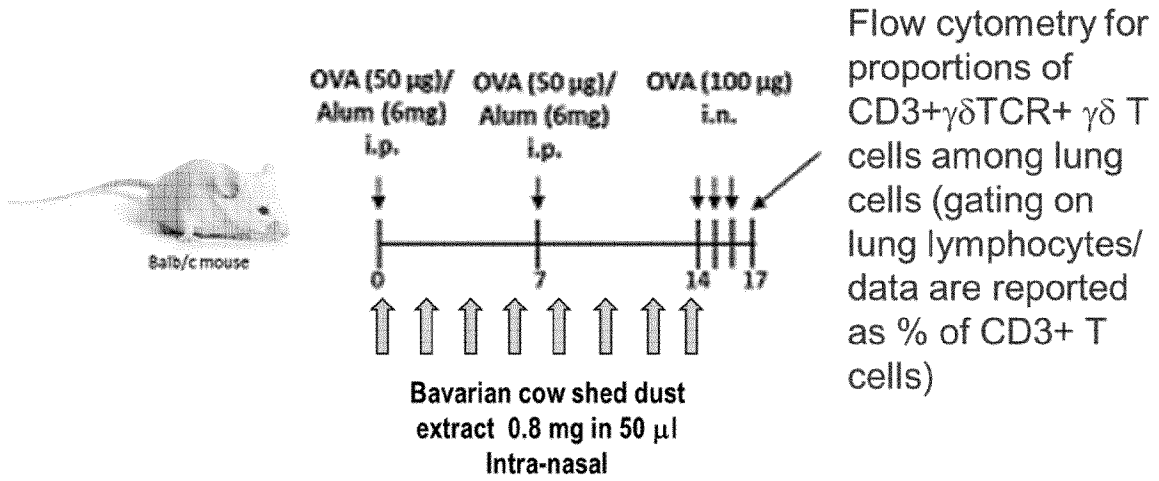 OVA (50 µg)/
Alum (6mg)
i.p.
OVA (50 µg)/
Alum (6mg)
i.p.
OVA (100 µg)
i.n.
Balb/c mouse
0
7
14
17
Bavarian cow shed dust
extract 0.8 mg in 50 µl
Intra-nasal
Flow cytometry for
proportions of
CD3+γδTCR+ γδ T
cells among lung
cells (gating on
lung lymphocytes/
data are reported
as % of CD3+ T
cells)